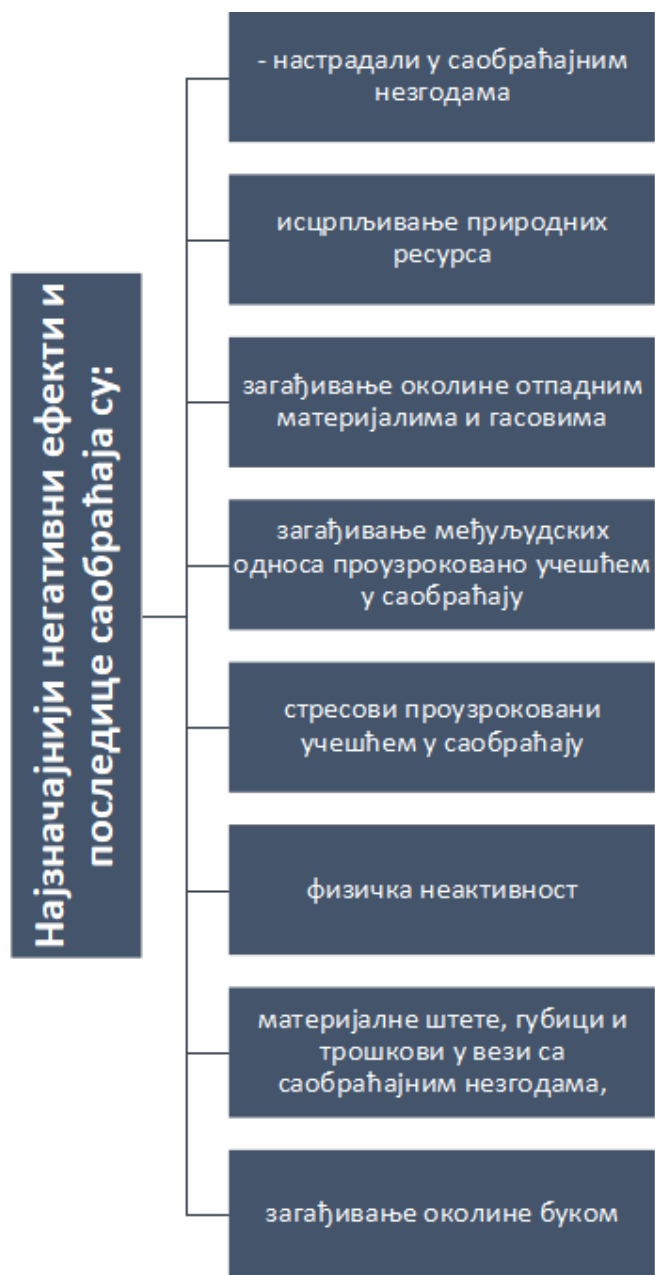 Најзначајнији негативни ефекти и
последице саобраћаја су:
- настрадали у саобраћајним
незгодама
исцрпљивање природних
ресурса
загађивање околине отпадним
материјалима и гасовима
загађивање међуљудских
односа проузроковано учешћем
у саобраћају
стресови проузроковани
учешћем у саобраћају
физичка неактивност
материјалне штете, губици и
трошкови у вези са
саобраћајним незгодама,
загађивање околине буком